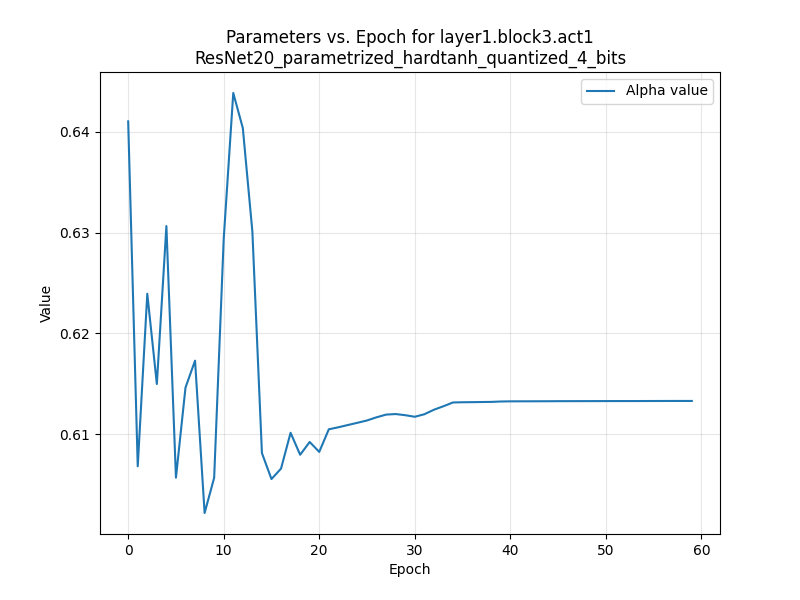 Parameters vs. Epoch for layer1.block3.act1
ResNet20_parametrized_hardtanh_quantized_4_bits
Alpha value
0.64
0.63
0.62
0.61
Value
0 10 20 30 40 50 60
Epoch